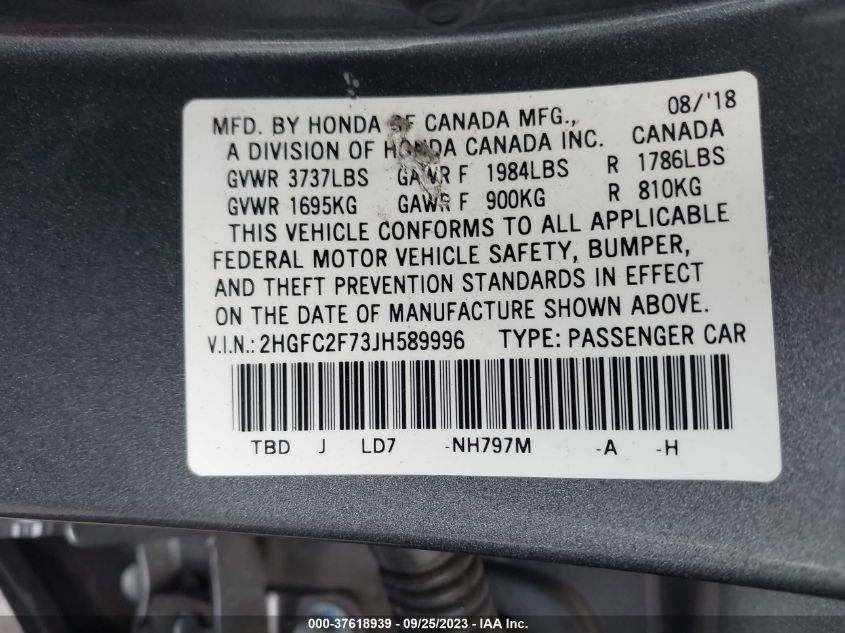 08/'18
MFD. BY HONDA OF CANADA MFG.,
A DIVISION OF HONDA CANADA INC. CANADA
GVWR 3737LBS GAWR F 1984LBS R 1786LBS
GVWR 1695KG GAWR F 900KG R 810KG
THIS VEHICLE CONFORMS TO ALL APPLICABLE
FEDERAL MOTOR VEHICLE SAFETY, BUMPER,
AND THEFT PREVENTION STANDARDS IN EFFECT
ON THE DATE OF MANUFACTURE SHOWN ABOVE.
V.I.N.: 2HGFC2F73JH589996 TYPE: PASSENGER CAR
TBD J LD7 -NH797M -A -H
000-37618939 - 09/25/2023 - IAAI.com